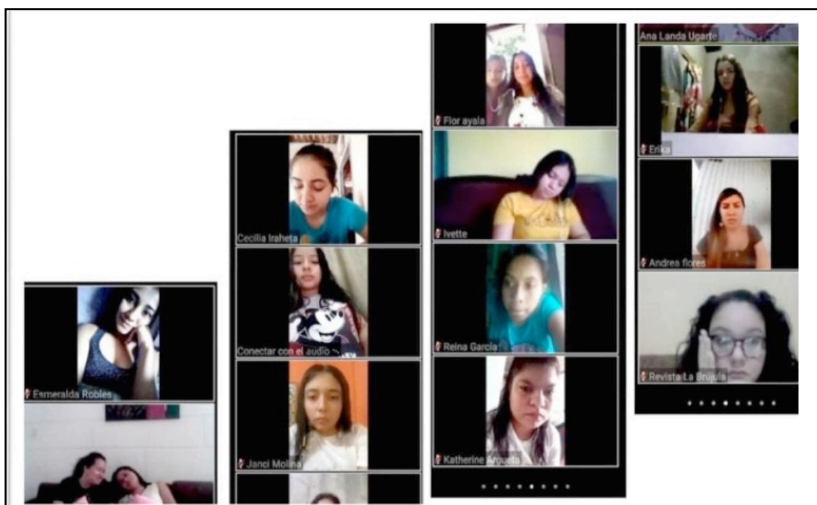 Esmeralda Robles
Cecilia Iraheta
Conectar con el audio
Janci Molina
Flor ayala
Ivette
Reina García
Katherine Argueta
Ana Landa Ugarte
Erika
Andrea flores
Revista La Brújula